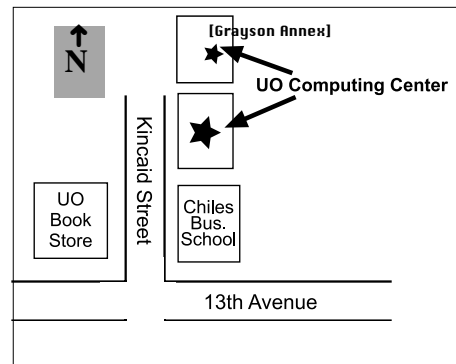 [Grayson Annex]
N
UO Computing Center
Kincaid Street
UO
Book
Store
Chiles
Bus.
School
13th Avenue